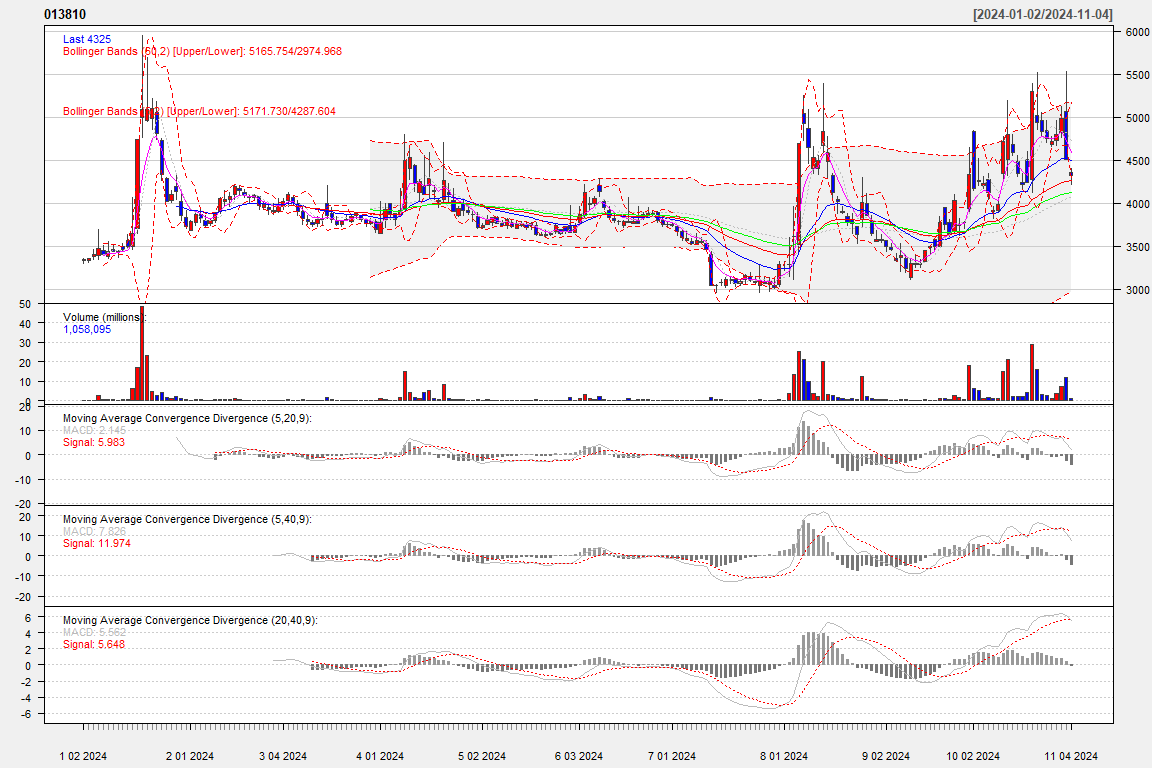 013810
[2024-01-02/2024-11-04]
Last 4325
Bollinger Bands (60,2) [Upper/Lower]: 5165.754/2974.968
Bollinger Bands ( ,2) [Upper/Lower]: 5171.730/4287.604
6000
5500
5000
4500
4000
3500
3000
Volume (millions):
1,058,095
50
40
30
20
10
0
Moving Average Convergence Divergence (5,20,9):
MACD: 2.145
Signal: 5.983
20
10
0
-10
-20
Moving Average Convergence Divergence (5,40,9):
MACD: 7.826
Signal: 11.974
20
10
0
-10
-20
Moving Average Convergence Divergence (20,40,9):
MACD: 5.562
Signal: 5.648
6
4
2
0
-2
-4
-6
1 02 2024
2 01 2024
3 04 2024
4 01 2024
5 02 2024
6 03 2024
7 01 2024
8 01 2024
9 02 2024
10 02 2024
11 04 2024